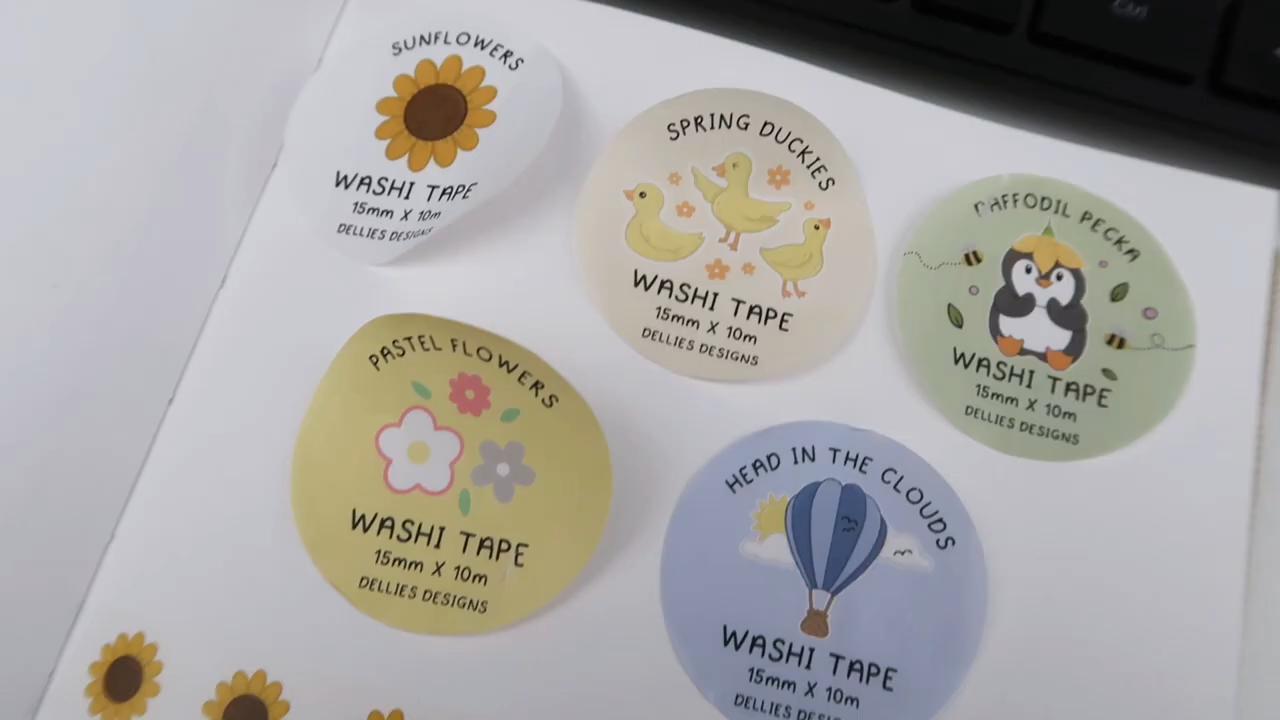 Ctrl
SUNFLOWERS
WASHI TAPE
15mm X 10m
DELLIES DESIGNS
SPRING DUCKIES
WASHI TAPE
15mm X 10m
DELLIES DESIGNS
DAFFODIL PECKA
WASHI TAPE
15mm X 10m
DELLIES DESIGNS
PASTEL FLOWERS
WASHI TAPE
15mm X 10m
DELLIES DESIGNS
HEAD IN THE CLOUDS
WASHI TAPE
15mm X 10m
DELLIES